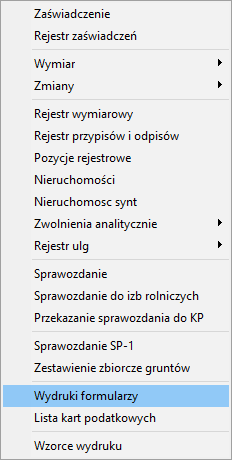 Zaświadczenie
Rejestr zaświadczeń
Wymiar
Zmiany
Rejestr wymiarowy
Rejestr przypisów i odpisów
Pozycje rejestrowe
Nieruchomości
Nieruchomosc synt
Zwolnienia analitycznie
Rejestr ulg
Sprawozdanie
Sprawozdanie do izb rolniczych
Przekazanie sprawozdania do KP
Sprawozdanie SP-1
Zestawienie zbiorcze gruntów
Wydruki formularzy
Lista kart podatkowych
Wzorce wydruku